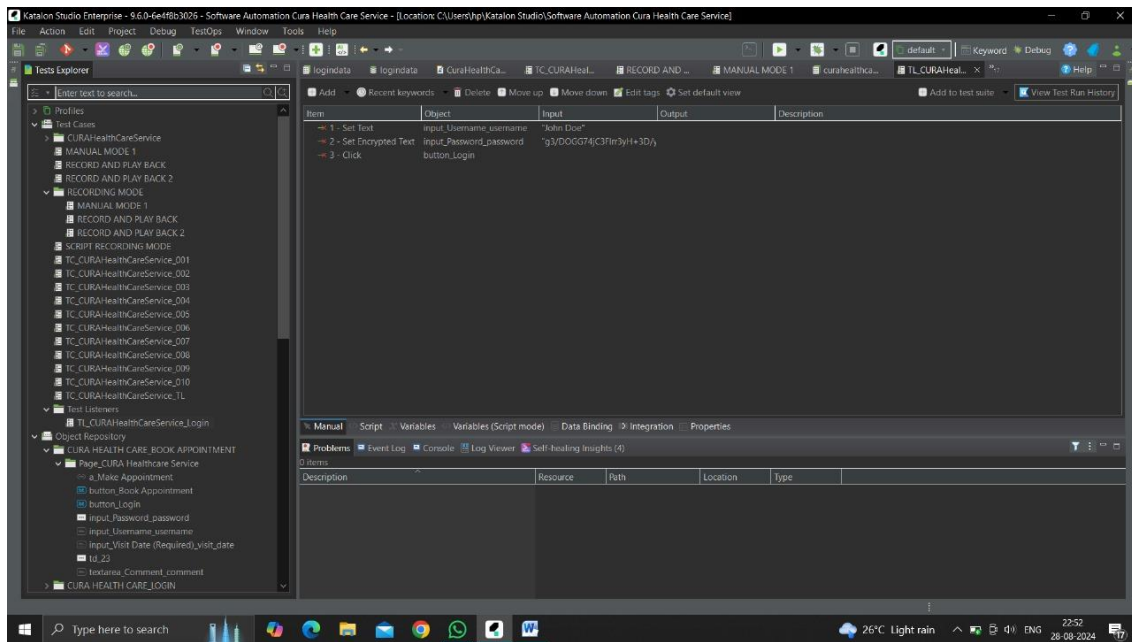 Katalon Studio Enterprise - 9.6.0-6e4f8b3026 - Software Automation Cura Health Care Service - [Location: C:\Users\hp\Katalon Studio\Software Automation Cura Health Care Service]
File Action Edit Project Debug TestOps Window Tools Help
default Keyword Debug
Tests Explorer
logindata logindata CuraHealthCa... TC_CURAHeal... RECORD AND ... MANUAL MODE 1 curahealthca... TL_CURAHeal... Help
Enter text to search...
Add Recent keywords Delete Move up Move down Edit tags Set default view Add to test suite View Test Run History
Item Object Input Output Description
1 - Set Text input_Username_username "John Doe"
2 - Set Encrypted Text input_Password_password
3 - Click button_Login
Profiles
Test Cases
CURAHealthCareService
MANUAL MODE 1
RECORD AND PLAY BACK
RECORD AND PLAY BACK 2
RECORDING MODE
MANUAL MODE 1
RECORD AND PLAY BACK
RECORD AND PLAY BACK 2
SCRIPT RECORDING MODE
TC_CURAHealthCareService_001
TC_CURAHealthCareService_002
TC_CURAHealthCareService_003
TC_CURAHealthCareService_004
TC_CURAHealthCareService_005
TC_CURAHealthCareService_006
TC_CURAHealthCareService_007
TC_CURAHealthCareService_008
TC_CURAHealthCareService_009
TC_CURAHealthCareService_010
TC_CURAHealthCareService_TL
Test Listeners
TL_CURAHealthCareService_Login
Object Repository
CURA HEALTH CARE_BOOK APPOINTMENT
Page_CURA Healthcare Service
a_Make Appointment
button_Book Appointment
button_Login
input_Password_password
input_Username_username
input_Visit Date (Required)_visit_date
td_23
textarea_Comment_comment
CURA HEALTH CARE_LOGIN
Manual Script Variables Variables (Script mode) Data Binding Integration Properties
Problems Event Log Console Log Viewer Self-healing Insights (4)
0 items
Description Resource Path Location Type
Type here to search
26°C Light rain ENG
22:52
28-08-2024